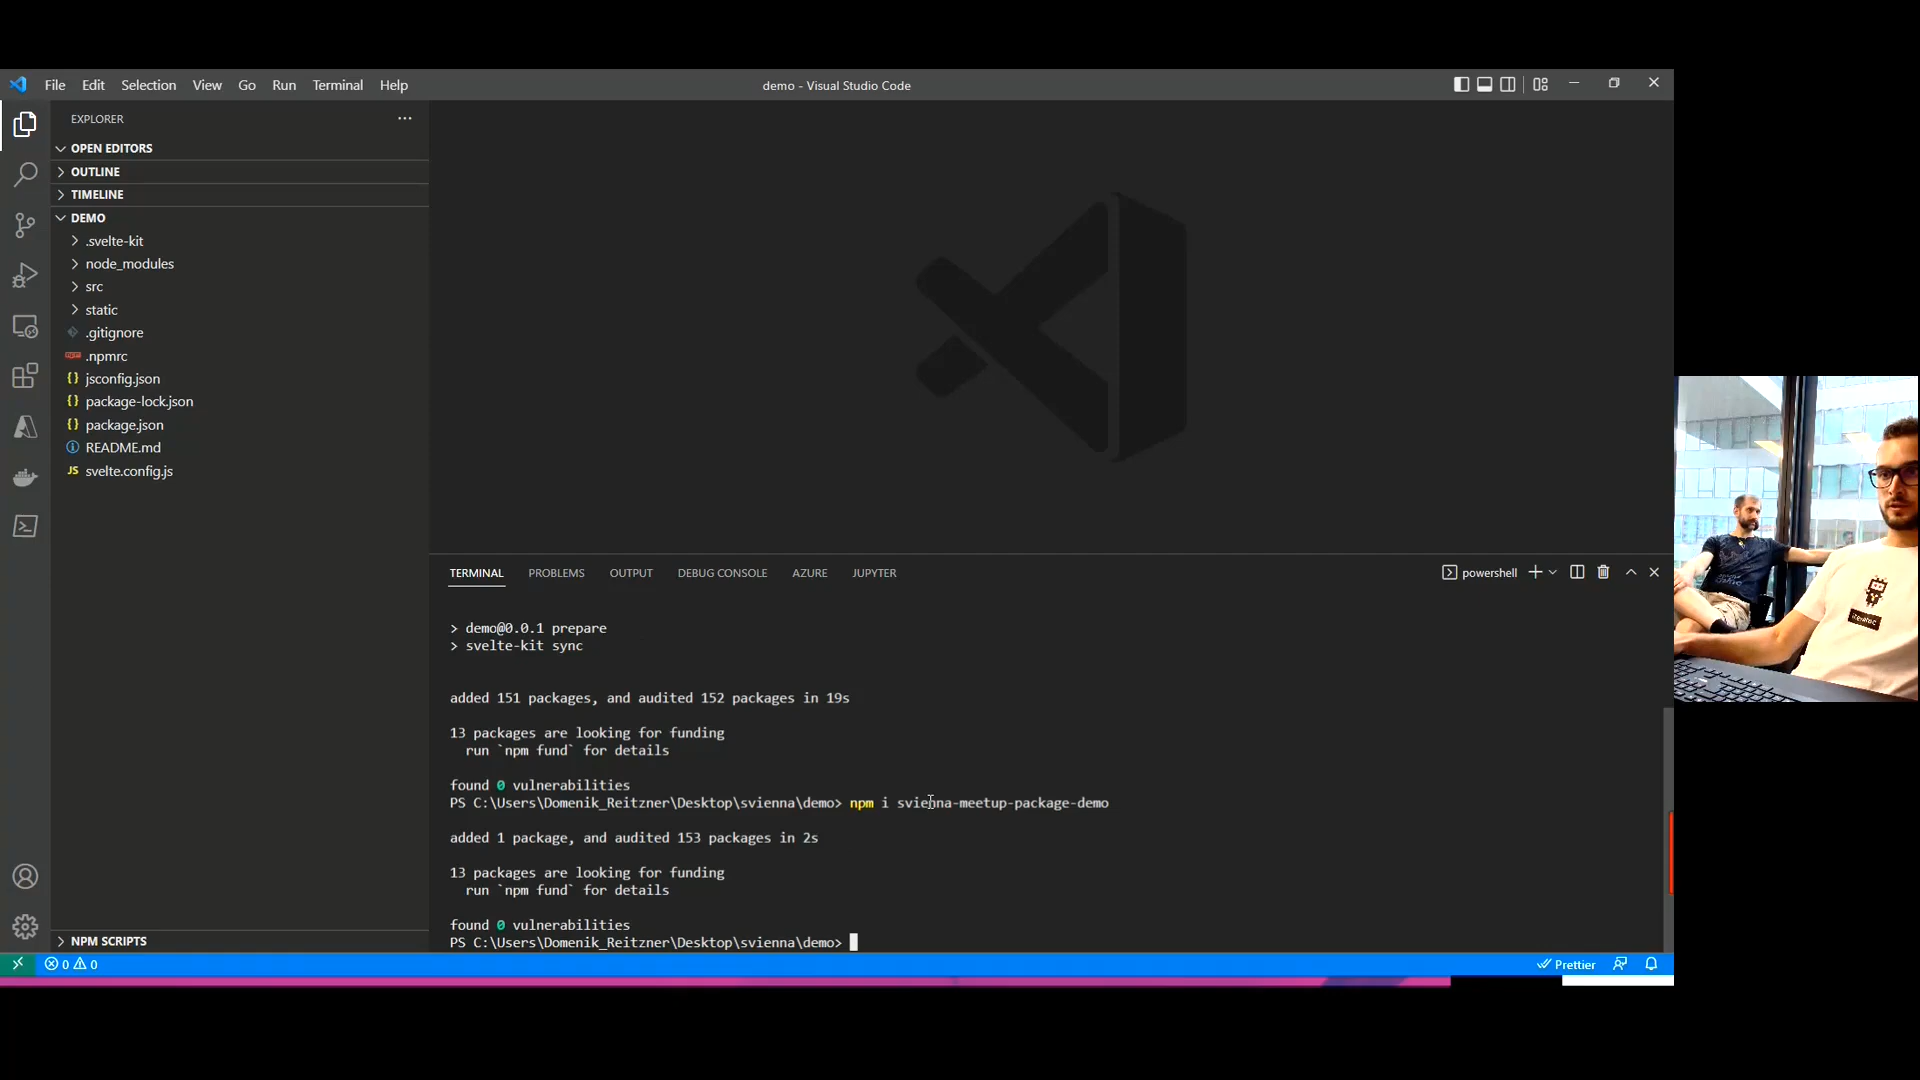 File Edit Selection View Go Run Terminal Help
demo - Visual Studio Code
EXPLORER
OPEN EDITORS
OUTLINE
TIMELINE
DEMO
.svelte-kit
node_modules
src
static
.gitignore
.npmrc
{} jsconfig.json
{} package-lock.json
{} package.json
README.md
JS svelte.config.js
NPM SCRIPTS
TERMINAL PROBLEMS OUTPUT DEBUG CONSOLE AZURE JUPYTER
powershell
> demo@0.0.1 prepare
> svelte-kit sync
added 151 packages, and audited 152 packages in 19s
13 packages are looking for funding
run `npm fund` for details
found 0 vulnerabilities
PS C:\Users\Domenik_Reitzner\Desktop\svienna\demo> npm i svienna-meetup-package-demo
added 1 package, and audited 153 packages in 2s
13 packages are looking for funding
run `npm fund` for details
found 0 vulnerabilities
PS C:\Users\Domenik_Reitzner\Desktop\svienna\demo>
0 0
Prettier